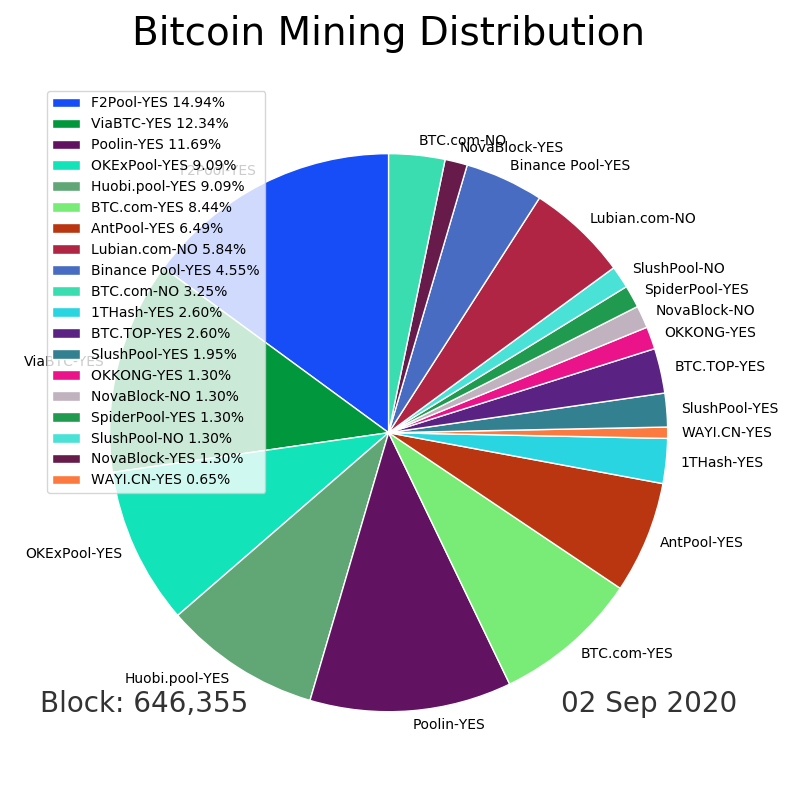 Bitcoin Mining Distribution
F2Pool-YES 14.94%
ViaBTC-YES 12.34%
Poolin-YES 11.69%
OKExPool-YES 9.09%
Huobi.pool-YES 9.09%
BTC.com-YES 8.44%
AntPool-YES 6.49%
Lubian.com-NO 5.84%
Binance Pool-YES 4.55%
BTC.com-NO 3.25%
1THash-YES 2.60%
BTC.TOP-YES 2.60%
SlushPool-YES 1.95%
OKKONG-YES 1.30%
NovaBlock-NO 1.30%
SpiderPool-YES 1.30%
SlushPool-NO 1.30%
NovaBlock-YES 1.30%
WAYI.CN-YES 0.65%
BTC.com-NO
NovaBlock-YES
Binance Pool-YES
F2Pool-YES
Lubian.com-NO
SlushPool-NO
SpiderPool-YES
NovaBlock-NO
OKKONG-YES
ViaBTC-YES
BTC.TOP-YES
SlushPool-YES
WAYI.CN-YES
1THash-YES
AntPool-YES
OKExPool-YES
BTC.com-YES
Huobi.pool-YES
Poolin-YES
Block: 646,355
02 Sep 2020